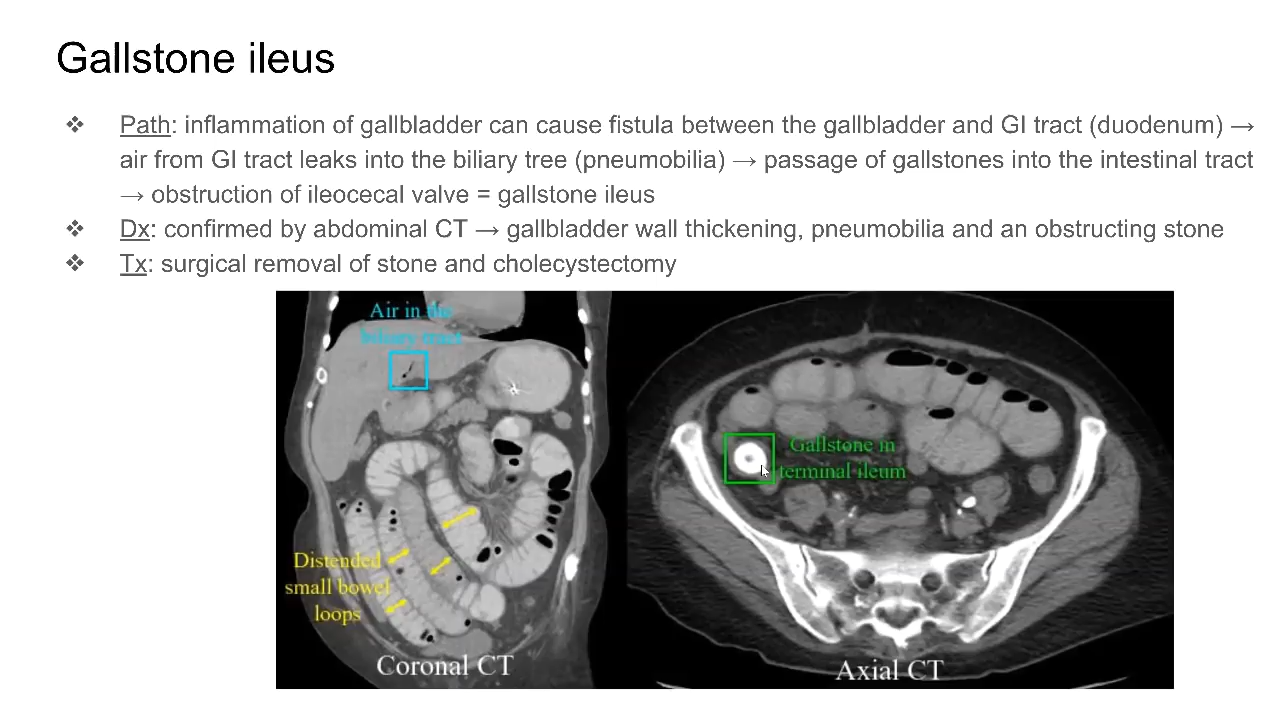 Gallstone ileus
❖ Path: inflammation of gallbladder can cause fistula between the gallbladder and GI tract (duodenum) →
air from GI tract leaks into the biliary tree (pneumobilia) → passage of gallstones into the intestinal tract
→ obstruction of ileocecal valve = gallstone ileus
❖ Dx: confirmed by abdominal CT → gallbladder wall thickening, pneumobilia and an obstructing stone
❖ Tx: surgical removal of stone and cholecystectomy
Air in the
biliary tract
Distended
small bowel
loops
Coronal CT
Gallstone in
terminal ileum
Axial CT